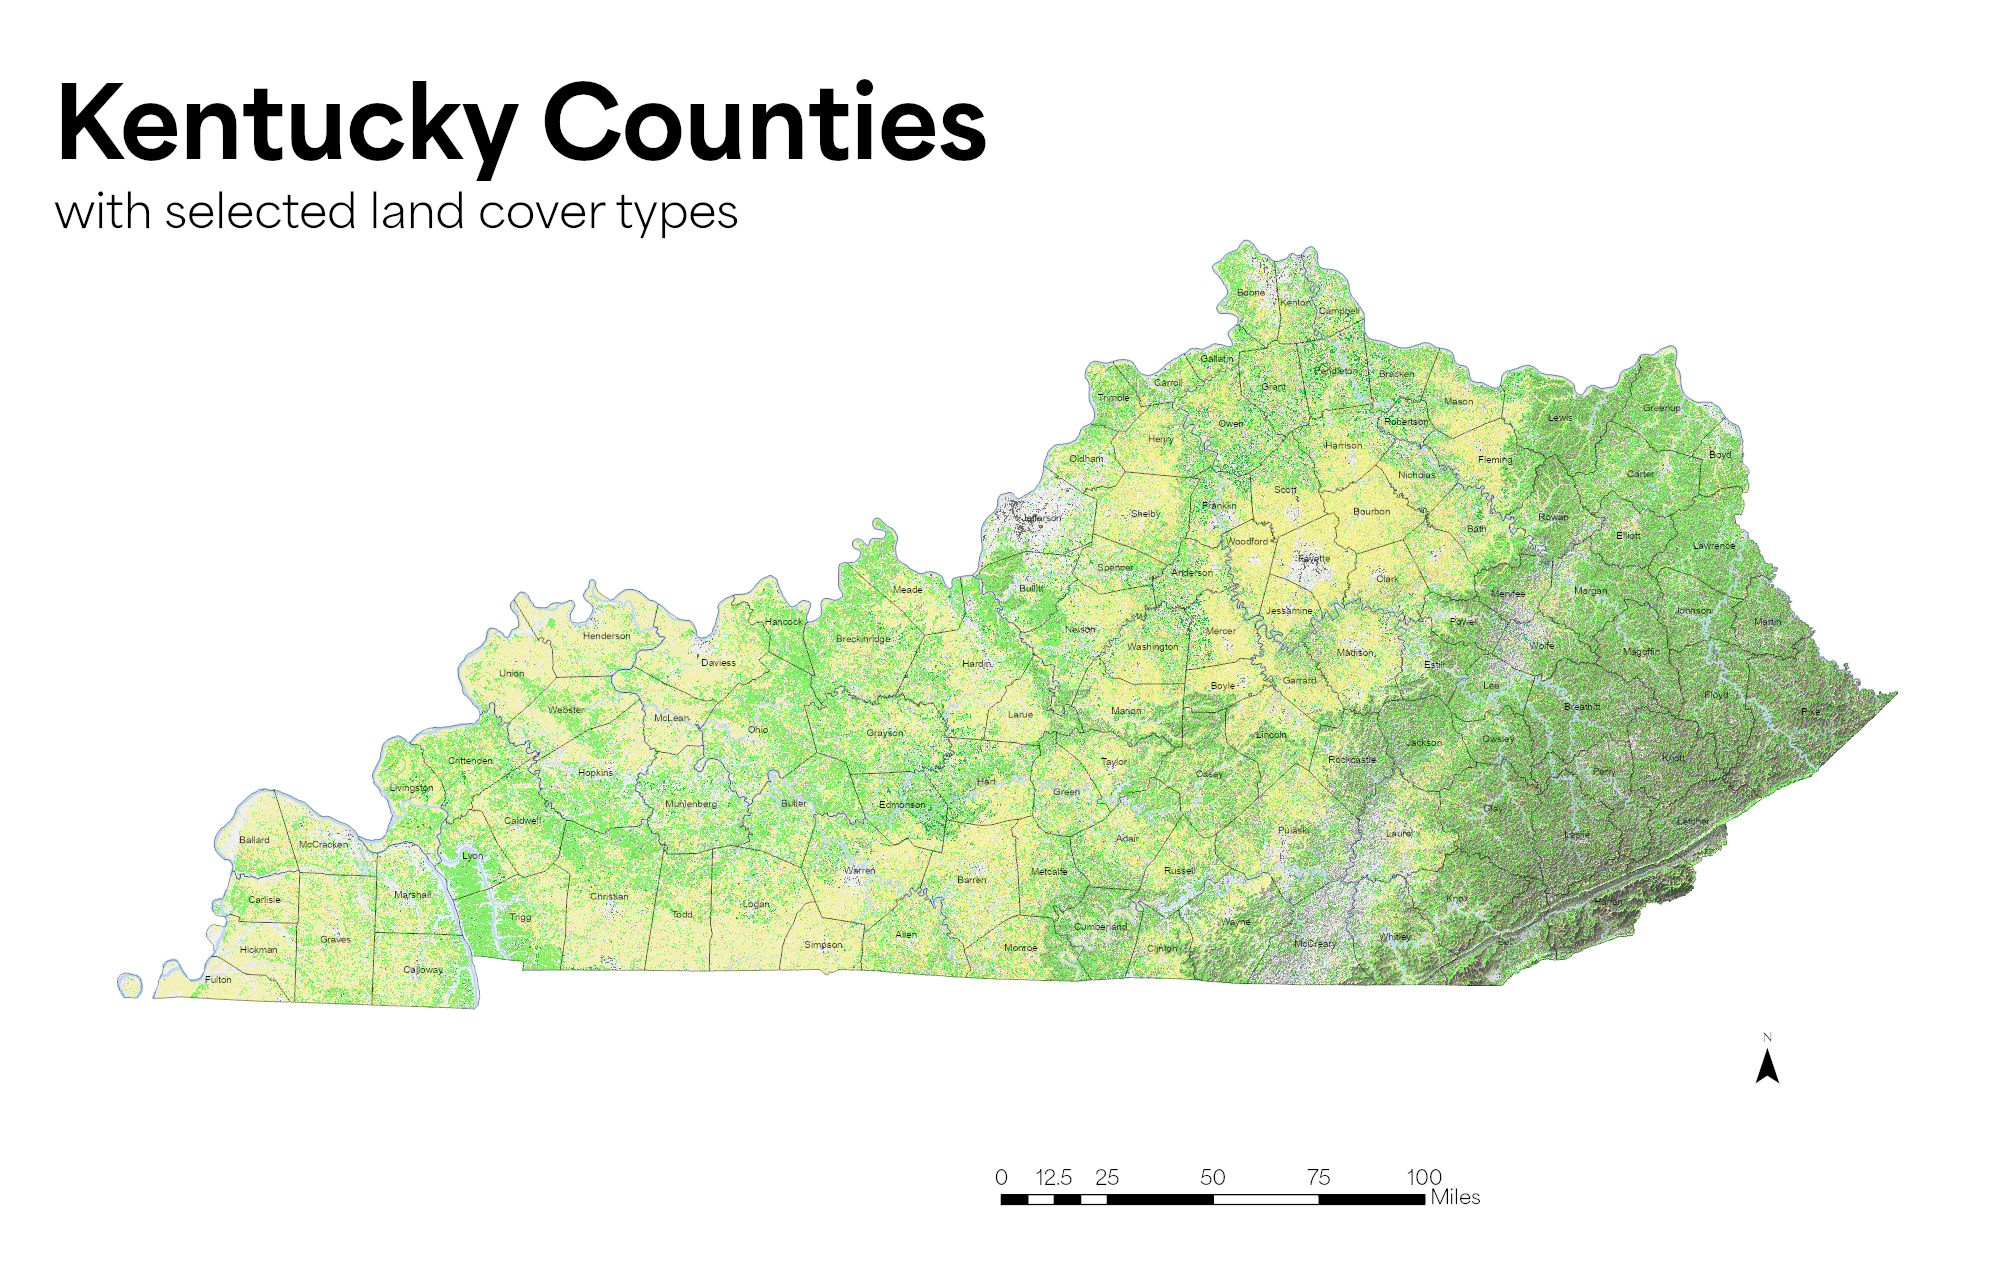 Kentucky Counties
with selected land cover types
Boone
Kenton
Campbell
Gallatin
Carroll
Trimble
Grant
Pendleton
Bracken
Mason
Robertson
Lewis
Greenup
Henry
Owen
Harrison
Oldham
Fleming
Nicholas
Carter
Boyd
Scott
Franklin
Shelby
Jefferson
Bourbon
Bath
Rowan
Elliott
Lawrence
Woodford
Fayette
Spencer
Anderson
Clark
Bullitt
Meade
Menifee
Morgan
Johnson
Martin
Jessamine
Hancock
Powell
Nelson
Mercer
Henderson
Breckinridge
Washington
Madison
Wolfe
Magoffin
Daviess
Hardin
Estill
Union
Boyle
Garrard
Lee
Floyd
Webster
McLean
Larue
Marion
Breathitt
Pike
Ohio
Grayson
Lincoln
Jackson
Owsley
Crittenden
Hopkins
Taylor
Casey
Rockcastle
Perry
Knott
Livingston
Hart
Green
Muhlenberg
Butler
Edmonson
Clay
Caldwell
Letcher
Ballard
McCracken
Adair
Pulaski
Laurel
Leslie
Lyon
Warren
Barren
Metcalfe
Russell
Marshall
Carlisle
Christian
Logan
Todd
Knox
Harlan
Trigg
Wayne
Cumberland
Graves
Hickman
Simpson
Allen
Monroe
Clinton
McCreary
Whitley
Bell
Calloway
Fulton
N
0 12.5 25 50 75 100
Miles